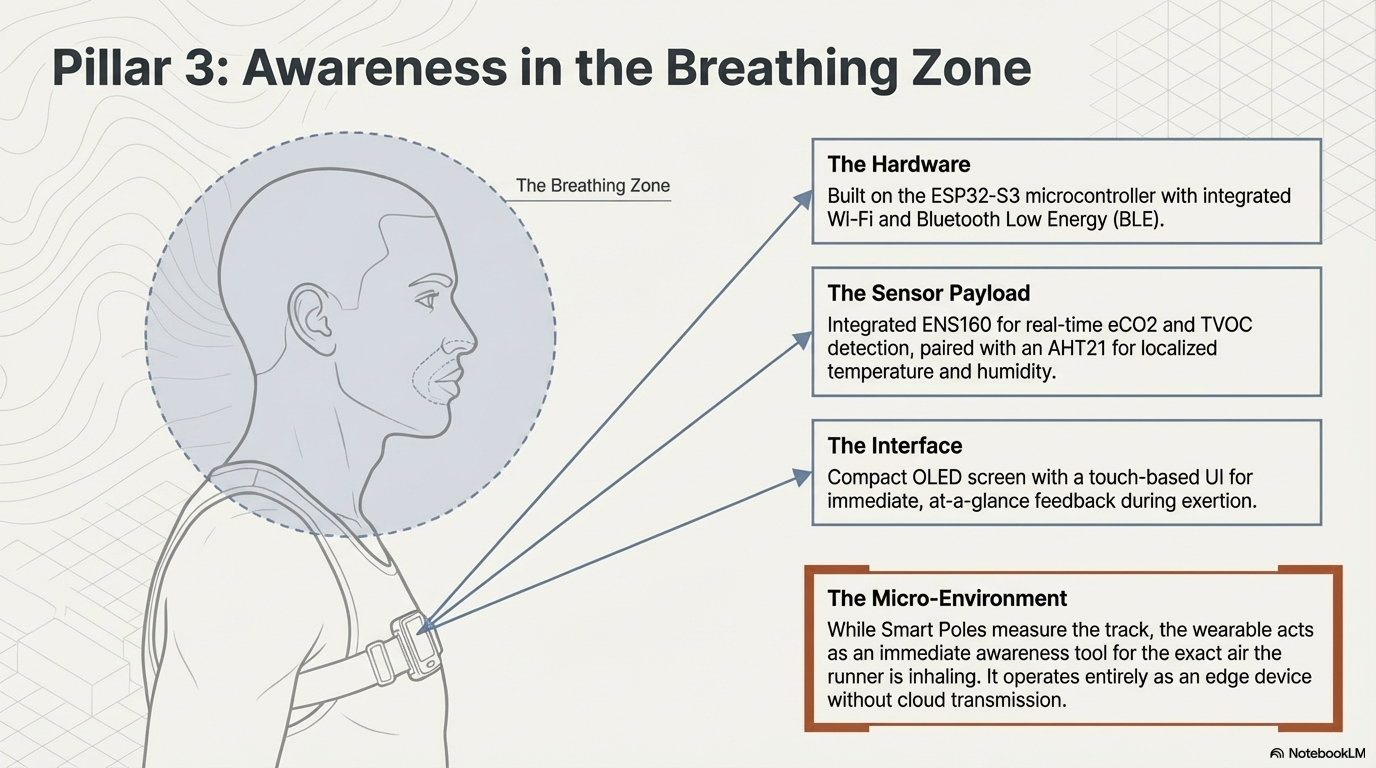 Pillar 3: Awareness in the Breathing Zone
The Breathing Zone
The Hardware
Built on the ESP32-S3 microcontroller with integrated
WI-Fi and Bluetooth Low Energy (BLE).
The Sensor Payload
Integrated ENS160 for real-time eCO2 and TVOC
detection, paired with an AHT21 for localized
temperature and humidity.
The Interface
Compact OLED screen with a touch-based UI for
immediate, at-a-glance feedback during exertion.
The Micro-Environment
While Smart Poles measure the track, the wearable acts
as an immediate awareness tool for the exact air the
runner is inhaling. It operates entirely as an edge device
without cloud transmission.
NotebookLM